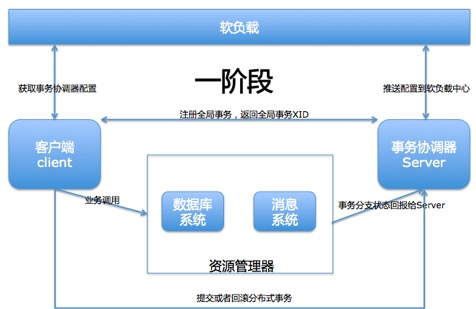 软负载
一阶段
获取事务协调器配置
推送配置到软负载中心
注册全局事务，返回全局事务XID
客户端
client
事务协调器
Server
业务调用
数据库
系统
消息
系统
事务分支状态回报给Server
资源管理器
提交或者回滚分布式事务